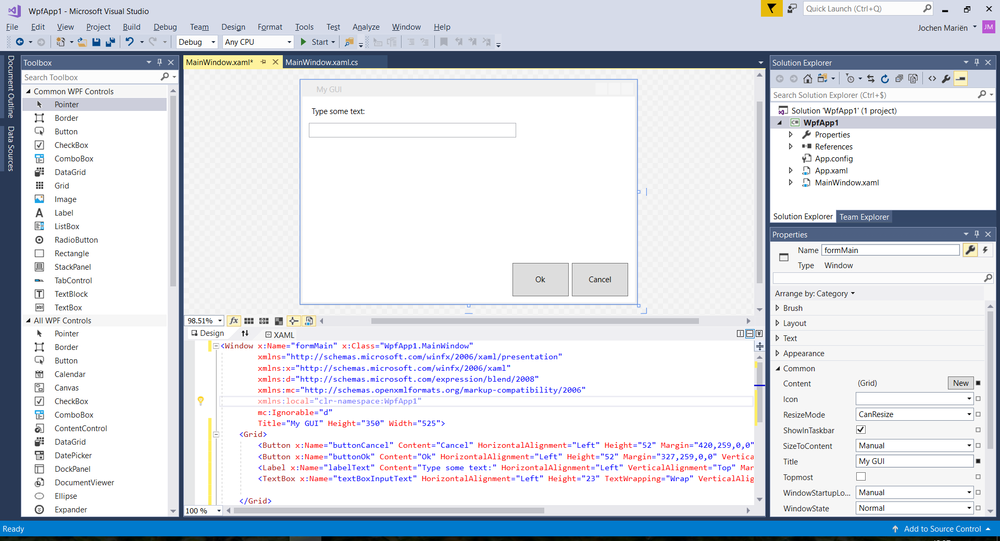 WpfApp1 - Microsoft Visual Studio
Quick Launch (Ctrl+Q)
File Edit View Project Build Debug Team Design Format Tools Test Analyze Window Help
Jochen Mariën
JM
Debug Any CPU Start
Document Outline
Data Sources
Toolbox
Search Toolbox
Common WPF Controls
Pointer
Border
Button
CheckBox
ComboBox
DataGrid
Grid
Image
Label
ListBox
RadioButton
Rectangle
StackPanel
TabControl
TextBlock
TextBox
All WPF Controls
Pointer
Border
Button
Calendar
Canvas
CheckBox
ComboBox
ContentControl
DataGrid
DatePicker
DockPanel
DocumentViewer
Ellipse
Expander
MainWindow.xaml* MainWindow.xaml.cs
My GUI
Type some text:
Ok Cancel
98.51%
Design XAML
<Window x:Name="formMain" x:Class="WpfApp1.MainWindow"
xmlns="http://schemas.microsoft.com/winfx/2006/xaml/presentation"
xmlns:x="http://schemas.microsoft.com/winfx/2006/xaml"
xmlns:d="http://schemas.microsoft.com/expression/blend/2008"
xmlns:mc="http://schemas.openxmlformats.org/markup-compatibility/2006"
xmlns:local="clr-namespace:WpfApp1"
mc:Ignorable="d"
Title="My GUI" Height="350" Width="525">
<Grid>
<Button x:Name="buttonCancel" Content="Cancel" HorizontalAlignment="Left" Height="52" Margin="420,259,0,0"
<Button x:Name="buttonOk" Content="Ok" HorizontalAlignment="Left" Height="52" Margin="327,259,0,0" Vertica
<Label x:Name="labelText" Content="Type some text:" HorizontalAlignment="Left" VerticalAlignment="Top" Mar
<TextBox x:Name="textBoxInputText" HorizontalAlignment="Left" Height="23" TextWrapping="Wrap" VerticalAlig
</Grid>
100 %
Solution Explorer
Search Solution Explorer (Ctrl+$)
Solution 'WpfApp1' (1 project)
WpfApp1
Properties
References
App.config
App.xaml
MainWindow.xaml
Solution Explorer Team Explorer
Properties
Name formMain
Type Window
Arrange by: Category
Brush
Layout
Text
Appearance
Common
Content (Grid) New
Icon
ResizeMode CanResize
ShowInTaskbar
SizeToContent Manual
Title My GUI
Topmost
WindowStartupLo... Manual
WindowState Normal
Ready
Add to Source Control